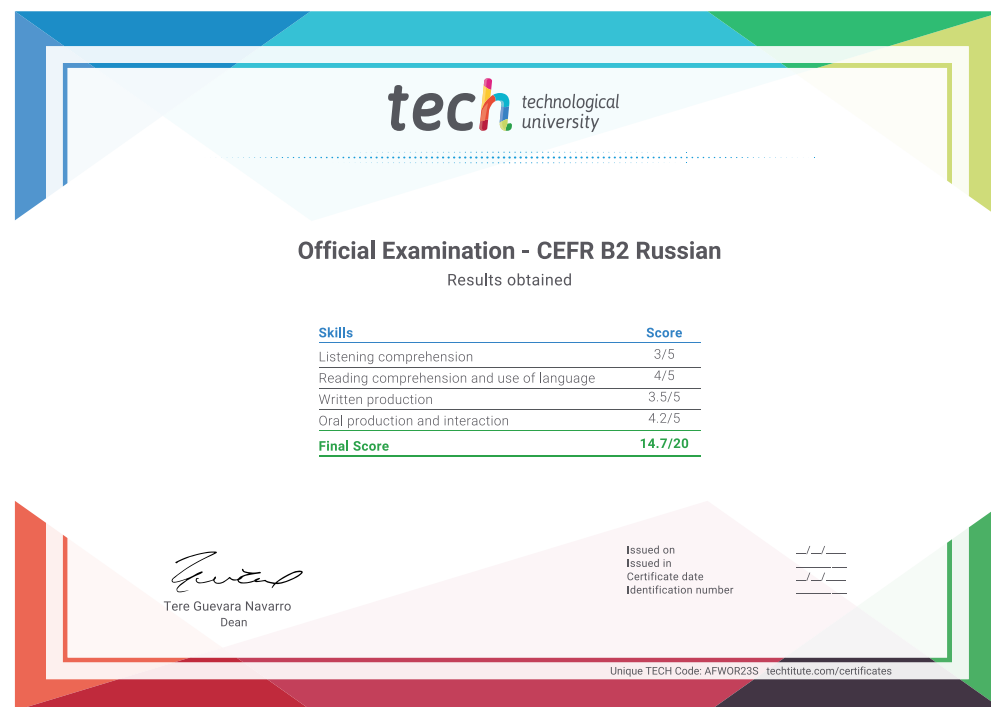 tech technological
university
Official Examination - CEFR B2 Russian
Results obtained
Skills Score
Listening comprehension 3/5
Reading comprehension and use of language 4/5
Written production 3.5/5
Oral production and interaction 4.2/5
Final Score 14.7/20
Issued on __/__/____
Issued in ________
Certificate date __/__/____
Identification number ________
Tere Guevara Navarro
Dean
Unique TECH Code: AFWOR23S techtitute.com/certificates